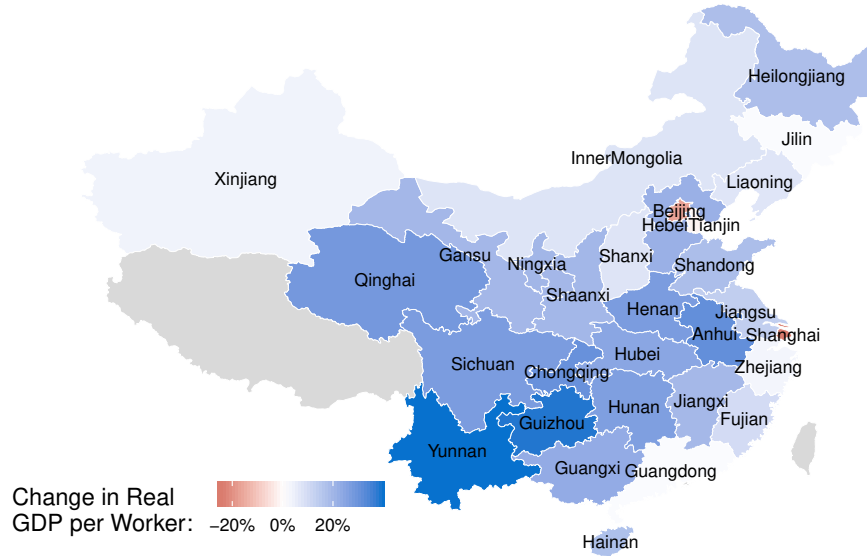 Heilongjiang
Jilin
InnerMongolia
Xinjiang
Liaoning
Beijing
HebeiTianjin
Gansu
Ningxia
Shanxi
Shandong
Qinghai
Shaanxi
Henan
Jiangsu
Anhui
Shanghai
Hubei
Sichuan
Chongqing
Zhejiang
Hunan
Jiangxi
Guizhou
Fujian
Yunnan
Guangxi
Guangdong
Change in Real
GDP per Worker:
−20% 0% 20%
Hainan